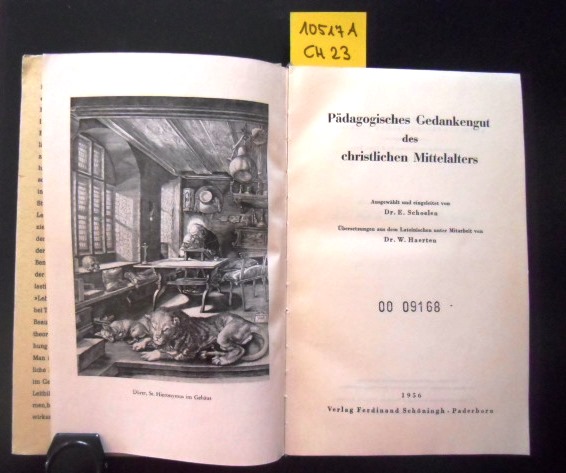 10517A
CH 23
Pädagogisches Gedankengut
des
christlichen Mittelalters
Ausgewählt und eingeleitet von
Dr. E. Schoelen
Übersetzungen aus dem Lateinischen unter Mitarbeit von
Dr. W. Haerten
00 09168
1956
Verlag Ferdinand Schöningh - Paderborn
Dürer, St. Hieronymus im Gehäus